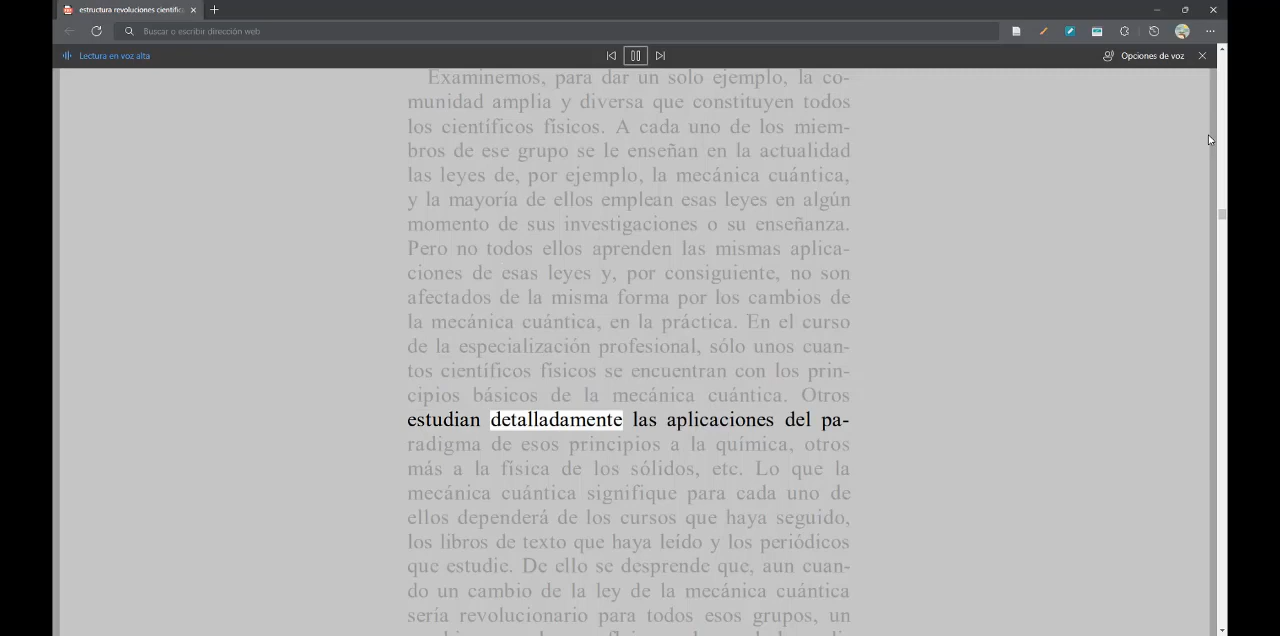 estructura revoluciones cientific
Buscar o escribir dirección web
Lectura en voz alta
Opciones de voz
Examinemos, para dar un solo ejemplo, la co-
munidad amplia y diversa que constituyen todos
los científicos físicos. A cada uno de los miem-
bros de ese grupo se le enseñan en la actualidad
las leyes de, por ejemplo, la mecánica cuántica,
y la mayoría de ellos emplean esas leyes en algún
momento de sus investigaciones o su enseñanza.
Pero no todos ellos aprenden las mismas aplica-
ciones de esas leyes y, por consiguiente, no son
afectados de la misma forma por los cambios de
la mecánica cuántica, en la práctica. En el curso
de la especialización profesional, sólo unos cuan-
tos científicos físicos se encuentran con los prin-
cipios básicos de la mecánica cuántica. Otros
estudian detalladamente las aplicaciones del pa-
radigma de esos principios a la química, otros
más a la física de los sólidos, etc. Lo que la
mecánica cuántica signifique para cada uno de
ellos dependerá de los cursos que haya seguido,
los libros de texto que haya leído y los periódicos
que estudie. De ello se desprende que, aun cuan-
do un cambio de la ley de la mecánica cuántica
sería revolucionario para todos esos grupos, un